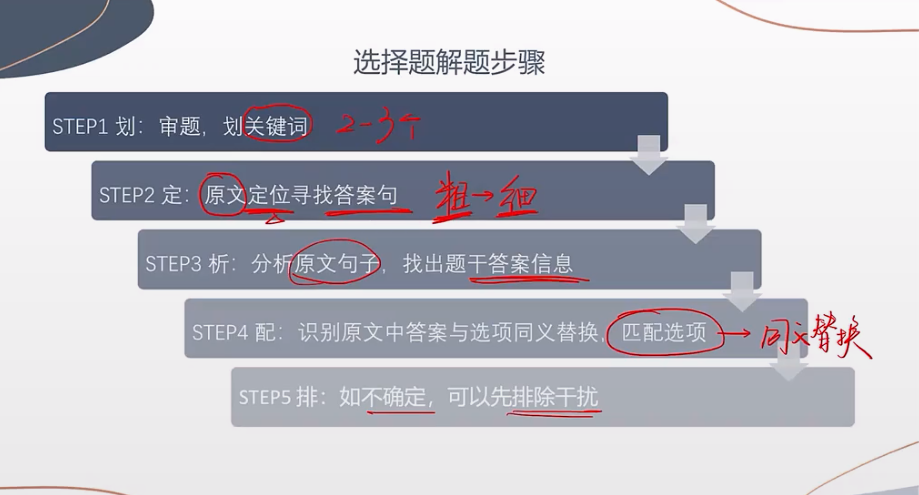 选择题解题步骤
STEP1 划：审题，划关键词 2-3个
STEP2 定：原文定位寻找答案句 粗→细
STEP3 析：分析原文句子，找出题干答案信息
STEP4 配：识别原文中答案与选项同义替换，匹配选项 → 同义替换
STEP5 排：如不确定，可以先排除干扰